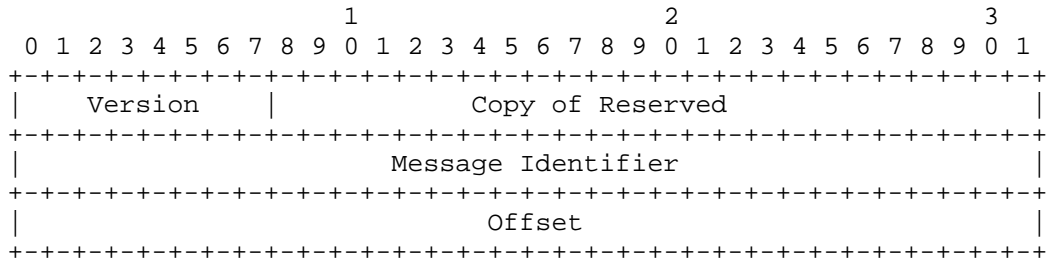 1                   2                   3
 0 1 2 3 4 5 6 7 8 9 0 1 2 3 4 5 6 7 8 9 0 1 2 3 4 5 6 7 8 9 0 1
+-+-+-+-+-+-+-+-+-+-+-+-+-+-+-+-+-+-+-+-+-+-+-+-+-+-+-+-+-+-+-+
|    Version    |            Copy of Reserved                   |
+-+-+-+-+-+-+-+-+-+-+-+-+-+-+-+-+-+-+-+-+-+-+-+-+-+-+-+-+-+-+-+
|                       Message Identifier                      |
+-+-+-+-+-+-+-+-+-+-+-+-+-+-+-+-+-+-+-+-+-+-+-+-+-+-+-+-+-+-+-+
|                             Offset                            |
+-+-+-+-+-+-+-+-+-+-+-+-+-+-+-+-+-+-+-+-+-+-+-+-+-+-+-+-+-+-+-+